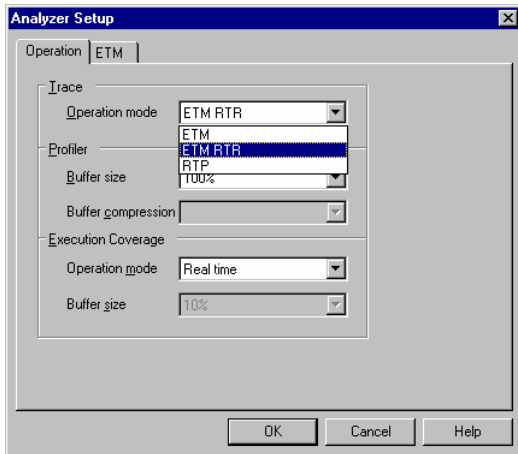 Analyzer Setup
Operation ETM
Trace
Operation mode ETM RTR
ETM
ETM RTR
Profiler
RTP
Buffer size 100%
Buffer compression
Execution Coverage
Operation mode Real time
Buffer size 10%
OK Cancel Help